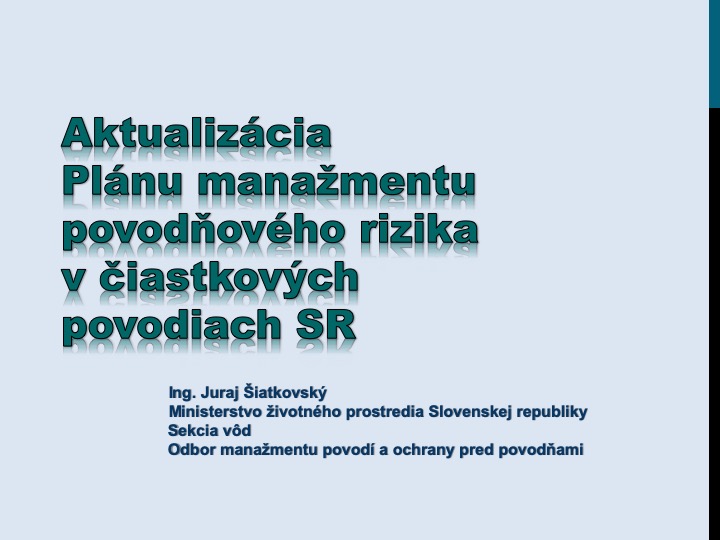 Aktualizácia
Plánu manažmentu
povodňového rizika
v čiastkových
povodiach SR
Ing. Juraj Šiatkovský
Ministerstvo životného prostredia Slovenskej republiky
Sekcia vôd
Odbor manažmentu povodí a ochrany pred povodňami